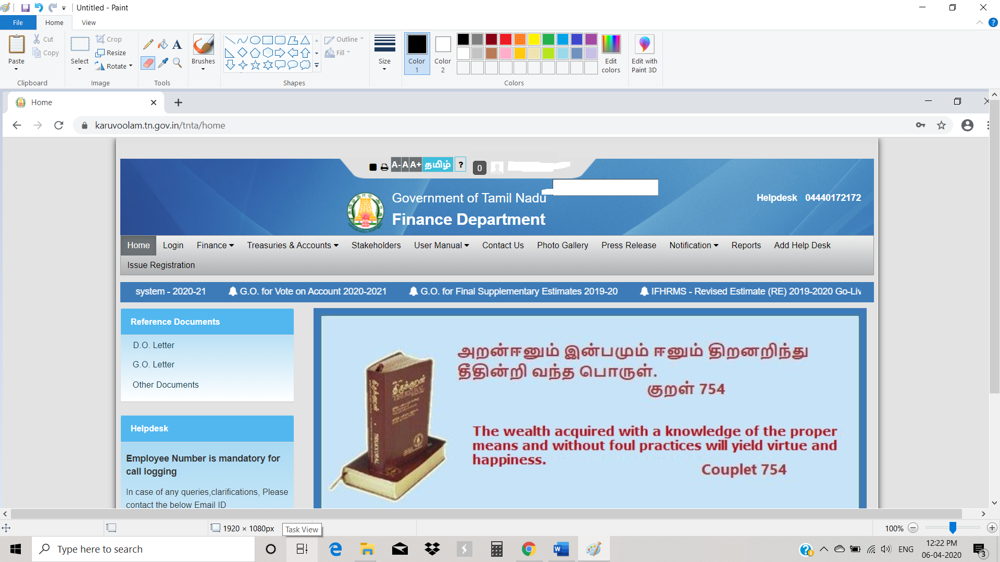 Untitled - Paint
File Home View
Paste
Cut
Copy
Clipboard
Select
Crop
Resize
Rotate
Image
A
Tools
Brushes
Shapes
Outline
Fill
Size
Color 1
Color 2
Edit colors
Edit with Paint 3D
Colors
Home
karuvoolam.tn.gov.in/tnta/home
A- A A+ தமிழ் ? 0
Government of Tamil Nadu
Finance Department
Helpdesk 04440172172
Home Login Finance Treasuries & Accounts Stakeholders User Manual Contact Us Photo Gallery Press Release Notification Reports Add Help Desk
Issue Registration
system - 2020-21 G.O. for Vote on Account 2020-2021 G.O. for Final Supplementary Estimates 2019-20 IFHRMS - Revised Estimate (RE) 2019-2020 Go-Liv
Reference Documents
D.O. Letter
G.O. Letter
Other Documents
Helpdesk
Employee Number is mandatory for
call logging
In case of any queries,clarifications, Please
contact the below Email ID
திருக்குறள்
TIRUKKURAL
TIRUKKURAL
அறன்ஈனும் இன்பமும் ஈனும் திறனறிந்து
தீதின்றி வந்த பொருள்.
குறள் 754
The wealth acquired with a knowledge of the proper
means and without foul practices will yield virtue and
happiness.
Couplet 754
1920 × 1080px
Task View
100%
Type here to search
ENG
12:22 PM
06-04-2020
3